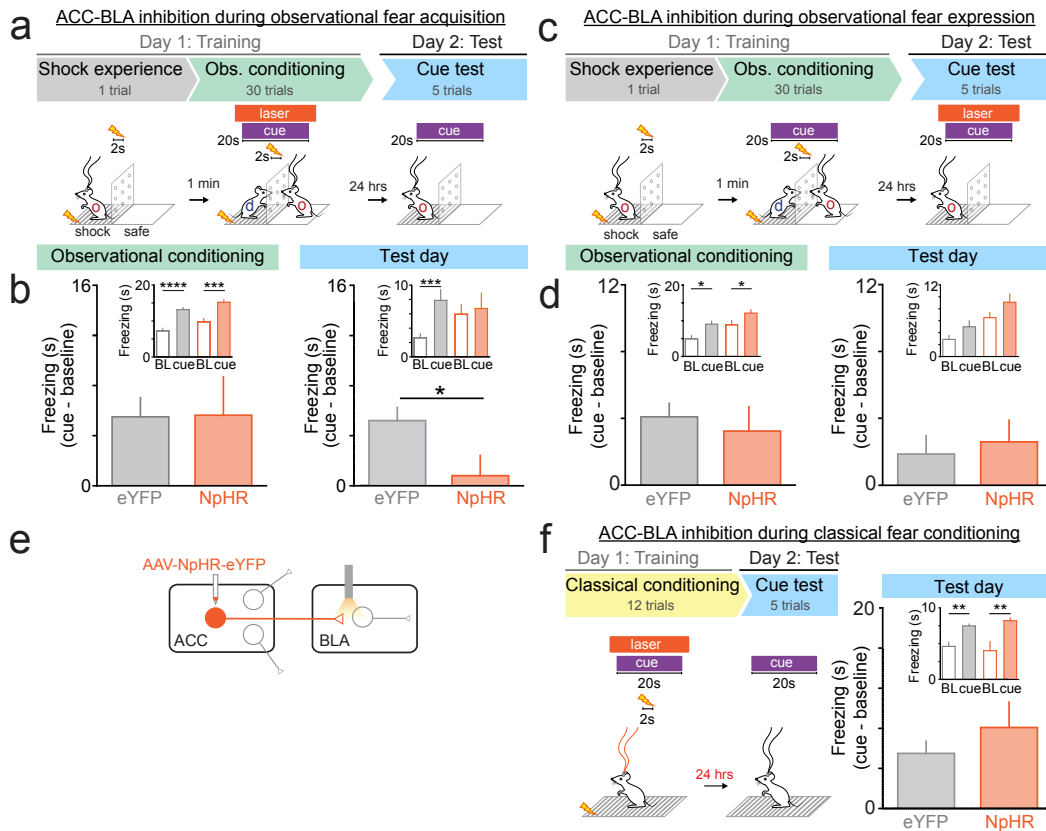 a
ACC-BLA inhibition during observational fear acquisition
Day 1: Training
Day 2: Test
Shock experience
1 trial
Obs. conditioning
30 trials
Cue test
5 trials
laser
cue
20s
2s
2s
cue
20s
1 min
24 hrs
o
d
o
o
shock safe
c
ACC-BLA inhibition during observational fear expression
Day 1: Training
Day 2: Test
Shock experience
1 trial
Obs. conditioning
30 trials
Cue test
5 trials
laser
cue
20s
2s
2s
cue
20s
1 min
24 hrs
o
d
o
o
shock safe
b
Observational conditioning
Freezing (s)
(cue - baseline)
16
0
eYFP
NpHR
Freezing (s)
20
10
0
****
***
BL cue BL cue
Test day
Freezing (s)
(cue - baseline)
16
0
*
eYFP
NpHR
Freezing (s)
10
0
***
BL cue BL cue
d
Observational conditioning
Freezing (s)
(cue - baseline)
12
0
eYFP
NpHR
Freezing (s)
20
10
0
*
*
BL cue BL cue
Test day
Freezing (s)
(cue - baseline)
12
0
eYFP
NpHR
Freezing (s)
12
0
BL cue BL cue
e
AAV-NpHR-eYFP
ACC
BLA
f
ACC-BLA inhibition during classical fear conditioning
Day 1: Training
Day 2: Test
Classical conditioning
12 trials
Cue test
5 trials
laser
cue
20s
2s
cue
20s
24 hrs
Test day
Freezing (s)
(cue - baseline)
20
0
eYFP
NpHR
Freezing (s)
10
0
**
**
BL cue BL cue